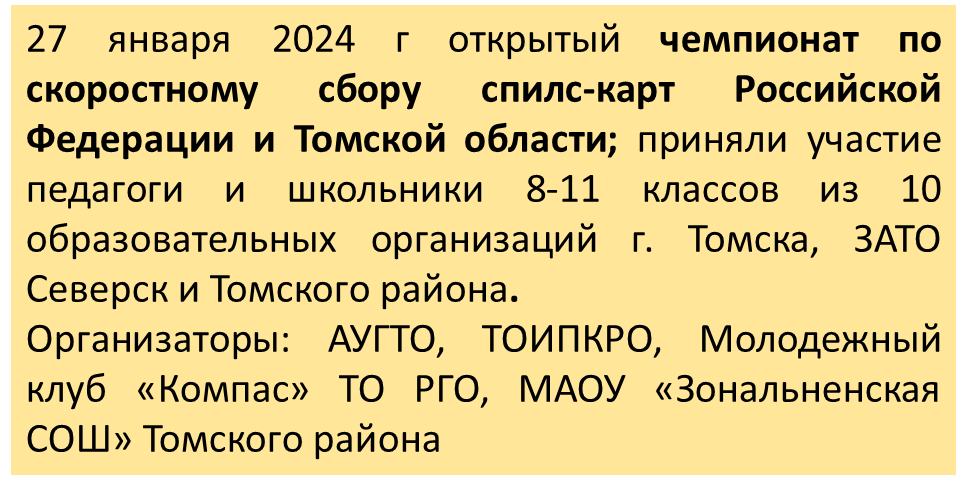 27 января 2024 г открытый чемпионат по
скоростному сбору спилс-карт Российской
Федерации и Томской области; приняли участие
педагоги и школьники 8-11 классов из 10
образовательных организаций г. Томска, ЗАТО
Северск и Томского района.
Организаторы: АУГТО, ТОИПКРО, Молодежный
клуб «Компас» ТО РГО, МАОУ «Зональненская
СОШ» Томского района